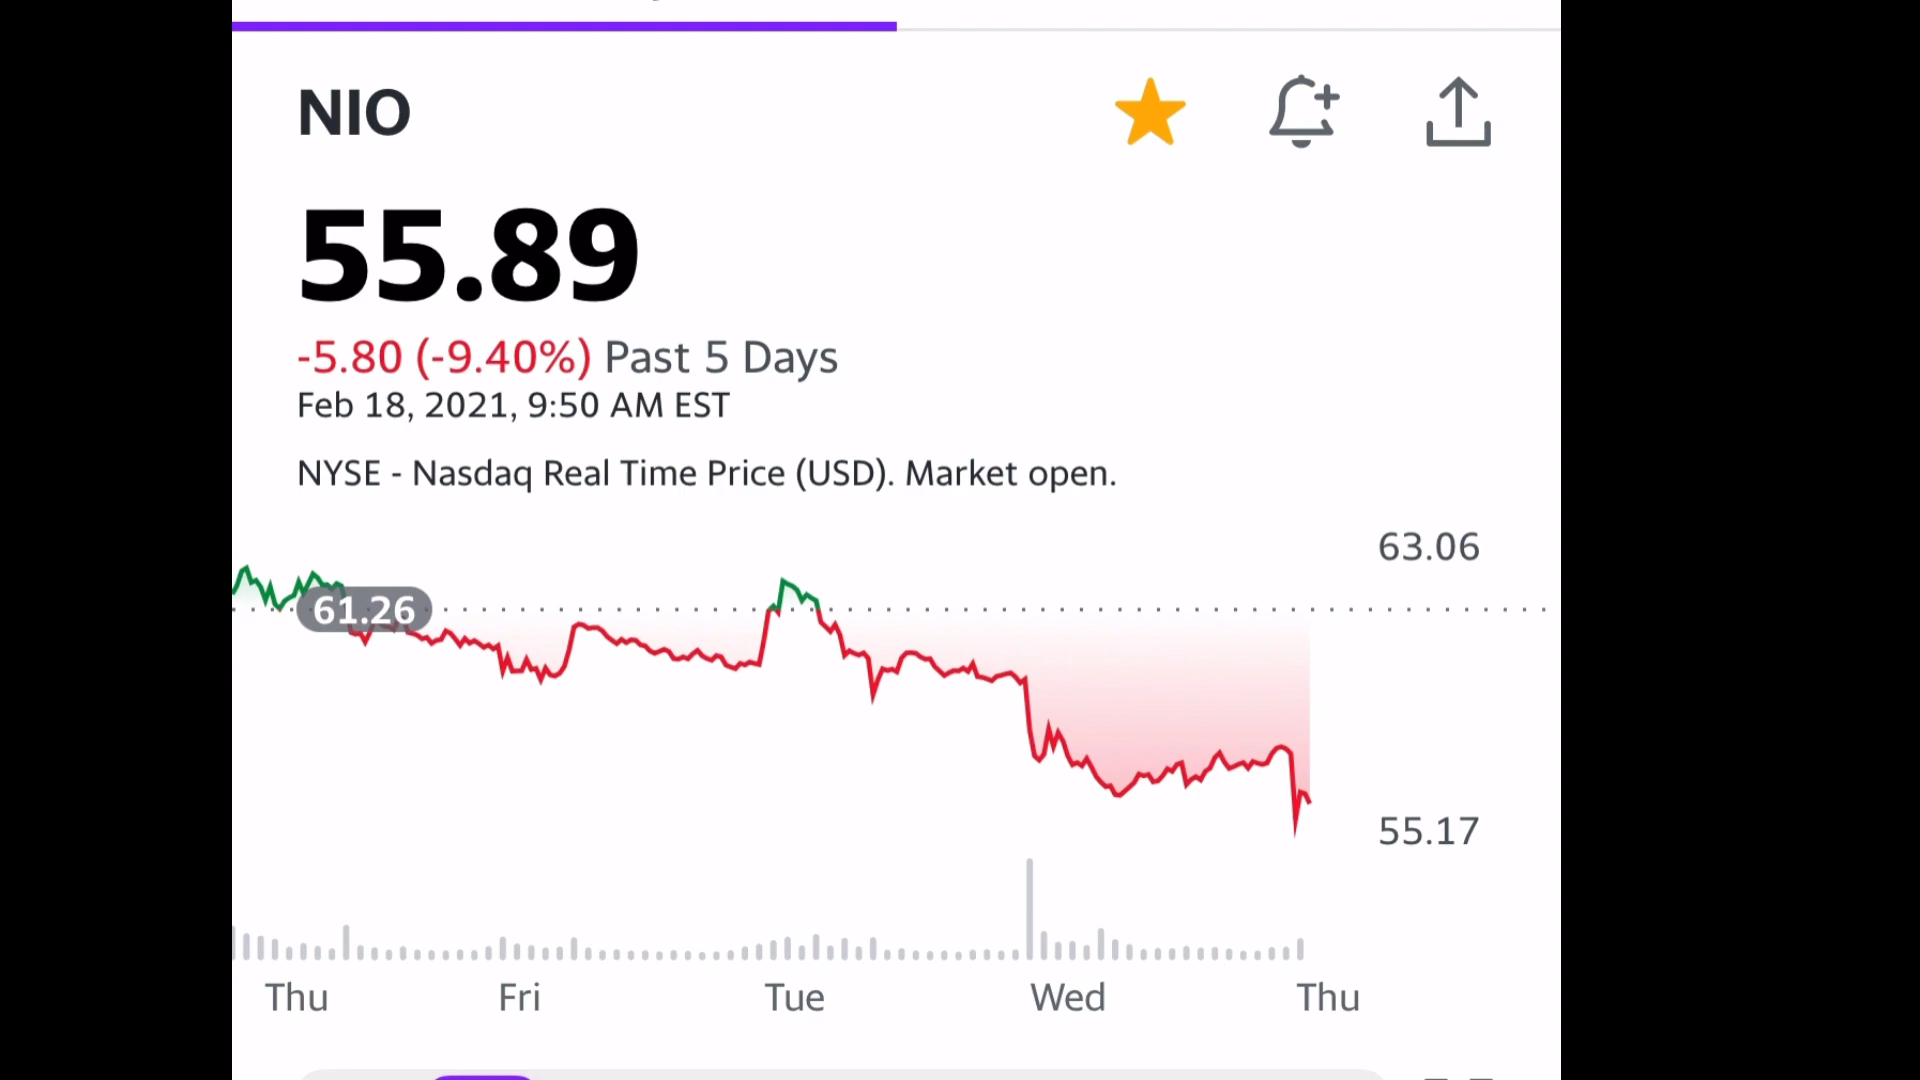 NIO
55.89
-5.80 (-9.40%) Past 5 Days
Feb 18, 2021, 9:50 AM EST
NYSE - Nasdaq Real Time Price (USD). Market open.
63.06
61.26
55.17
Thu Fri Tue Wed Thu